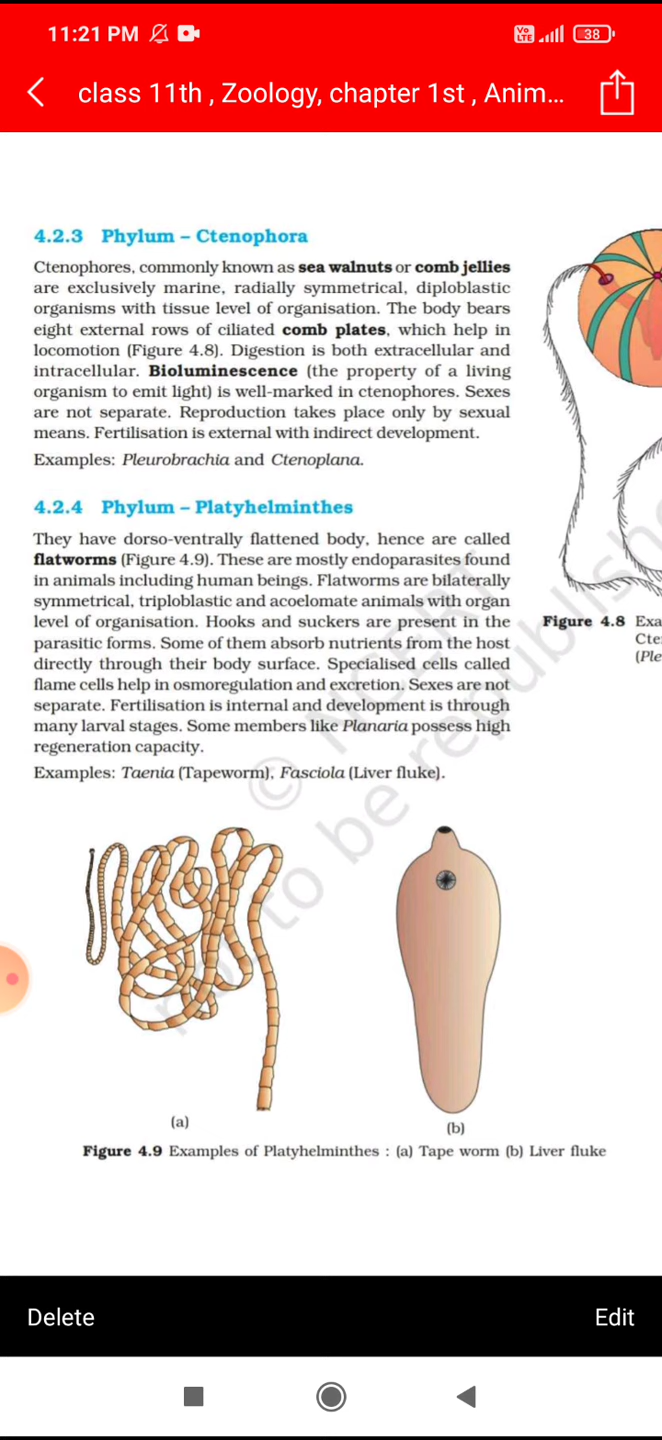 11:21 PM
Vo LTE 38
class 11th , Zoology, chapter 1st , Anim...
4.2.3 Phylum – Ctenophora
Ctenophores, commonly known as sea walnuts or comb jellies
are exclusively marine, radially symmetrical, diploblastic
organisms with tissue level of organisation. The body bears
eight external rows of ciliated comb plates, which help in
locomotion (Figure 4.8). Digestion is both extracellular and
intracellular. Bioluminescence (the property of a living
organism to emit light) is well-marked in ctenophores. Sexes
are not separate. Reproduction takes place only by sexual
means. Fertilisation is external with indirect development.
Examples: Pleurobrachia and Ctenoplana.
4.2.4 Phylum – Platyhelminthes
They have dorso-ventrally flattened body, hence are called
flatworms (Figure 4.9). These are mostly endoparasites found
in animals including human beings. Flatworms are bilaterally
symmetrical, triploblastic and acoelomate animals with organ
level of organisation. Hooks and suckers are present in the
parasitic forms. Some of them absorb nutrients from the host
directly through their body surface. Specialised cells called
flame cells help in osmoregulation and excretion. Sexes are not
separate. Fertilisation is internal and development is through
many larval stages. Some members like Planaria possess high
regeneration capacity.
Examples: Taenia (Tapeworm), Fasciola (Liver fluke).
Figure 4.8 Exa
Cte
(Ple
© NCERT
not to be republishe
(a)
(b)
Figure 4.9 Examples of Platyhelminthes : (a) Tape worm (b) Liver fluke
Delete
Edit